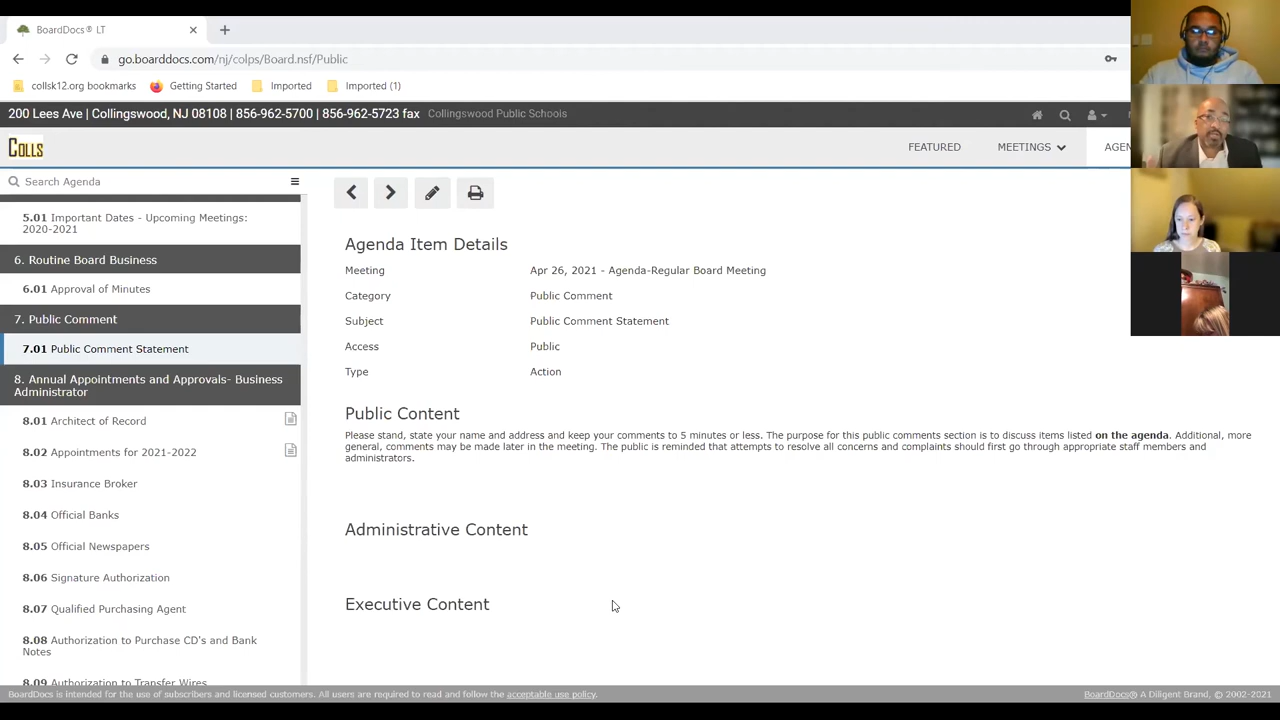 BoardDocs® LT
go.boarddocs.com/nj/colps/Board.nsf/Public
collsk12.org bookmarks Getting Started Imported Imported (1)
200 Lees Ave | Collingswood, NJ 08108 | 856-962-5700 | 856-962-5723 fax Collingswood Public Schools
COLLS
FEATURED MEETINGS AGEN
Search Agenda
5.01 Important Dates - Upcoming Meetings:
2020-2021
6. Routine Board Business
6.01 Approval of Minutes
7. Public Comment
7.01 Public Comment Statement
8. Annual Appointments and Approvals- Business
Administrator
8.01 Architect of Record
8.02 Appointments for 2021-2022
8.03 Insurance Broker
8.04 Official Banks
8.05 Official Newspapers
8.06 Signature Authorization
8.07 Qualified Purchasing Agent
8.08 Authorization to Purchase CD's and Bank
Notes
8.09 Authorization to Transfer Wires
Agenda Item Details
Meeting Apr 26, 2021 - Agenda-Regular Board Meeting
Category Public Comment
Subject Public Comment Statement
Access Public
Type Action
Public Content
Please stand, state your name and address and keep your comments to 5 minutes or less. The purpose for this public comments section is to discuss items listed on the agenda. Additional, more
general, comments may be made later in the meeting. The public is reminded that attempts to resolve all concerns and complaints should first go through appropriate staff members and
administrators.
Administrative Content
Executive Content
BoardDocs is intended for the use of subscribers and licensed customers. All users are required to read and follow the acceptable use policy. BoardDocs® A Diligent Brand, © 2002-2021